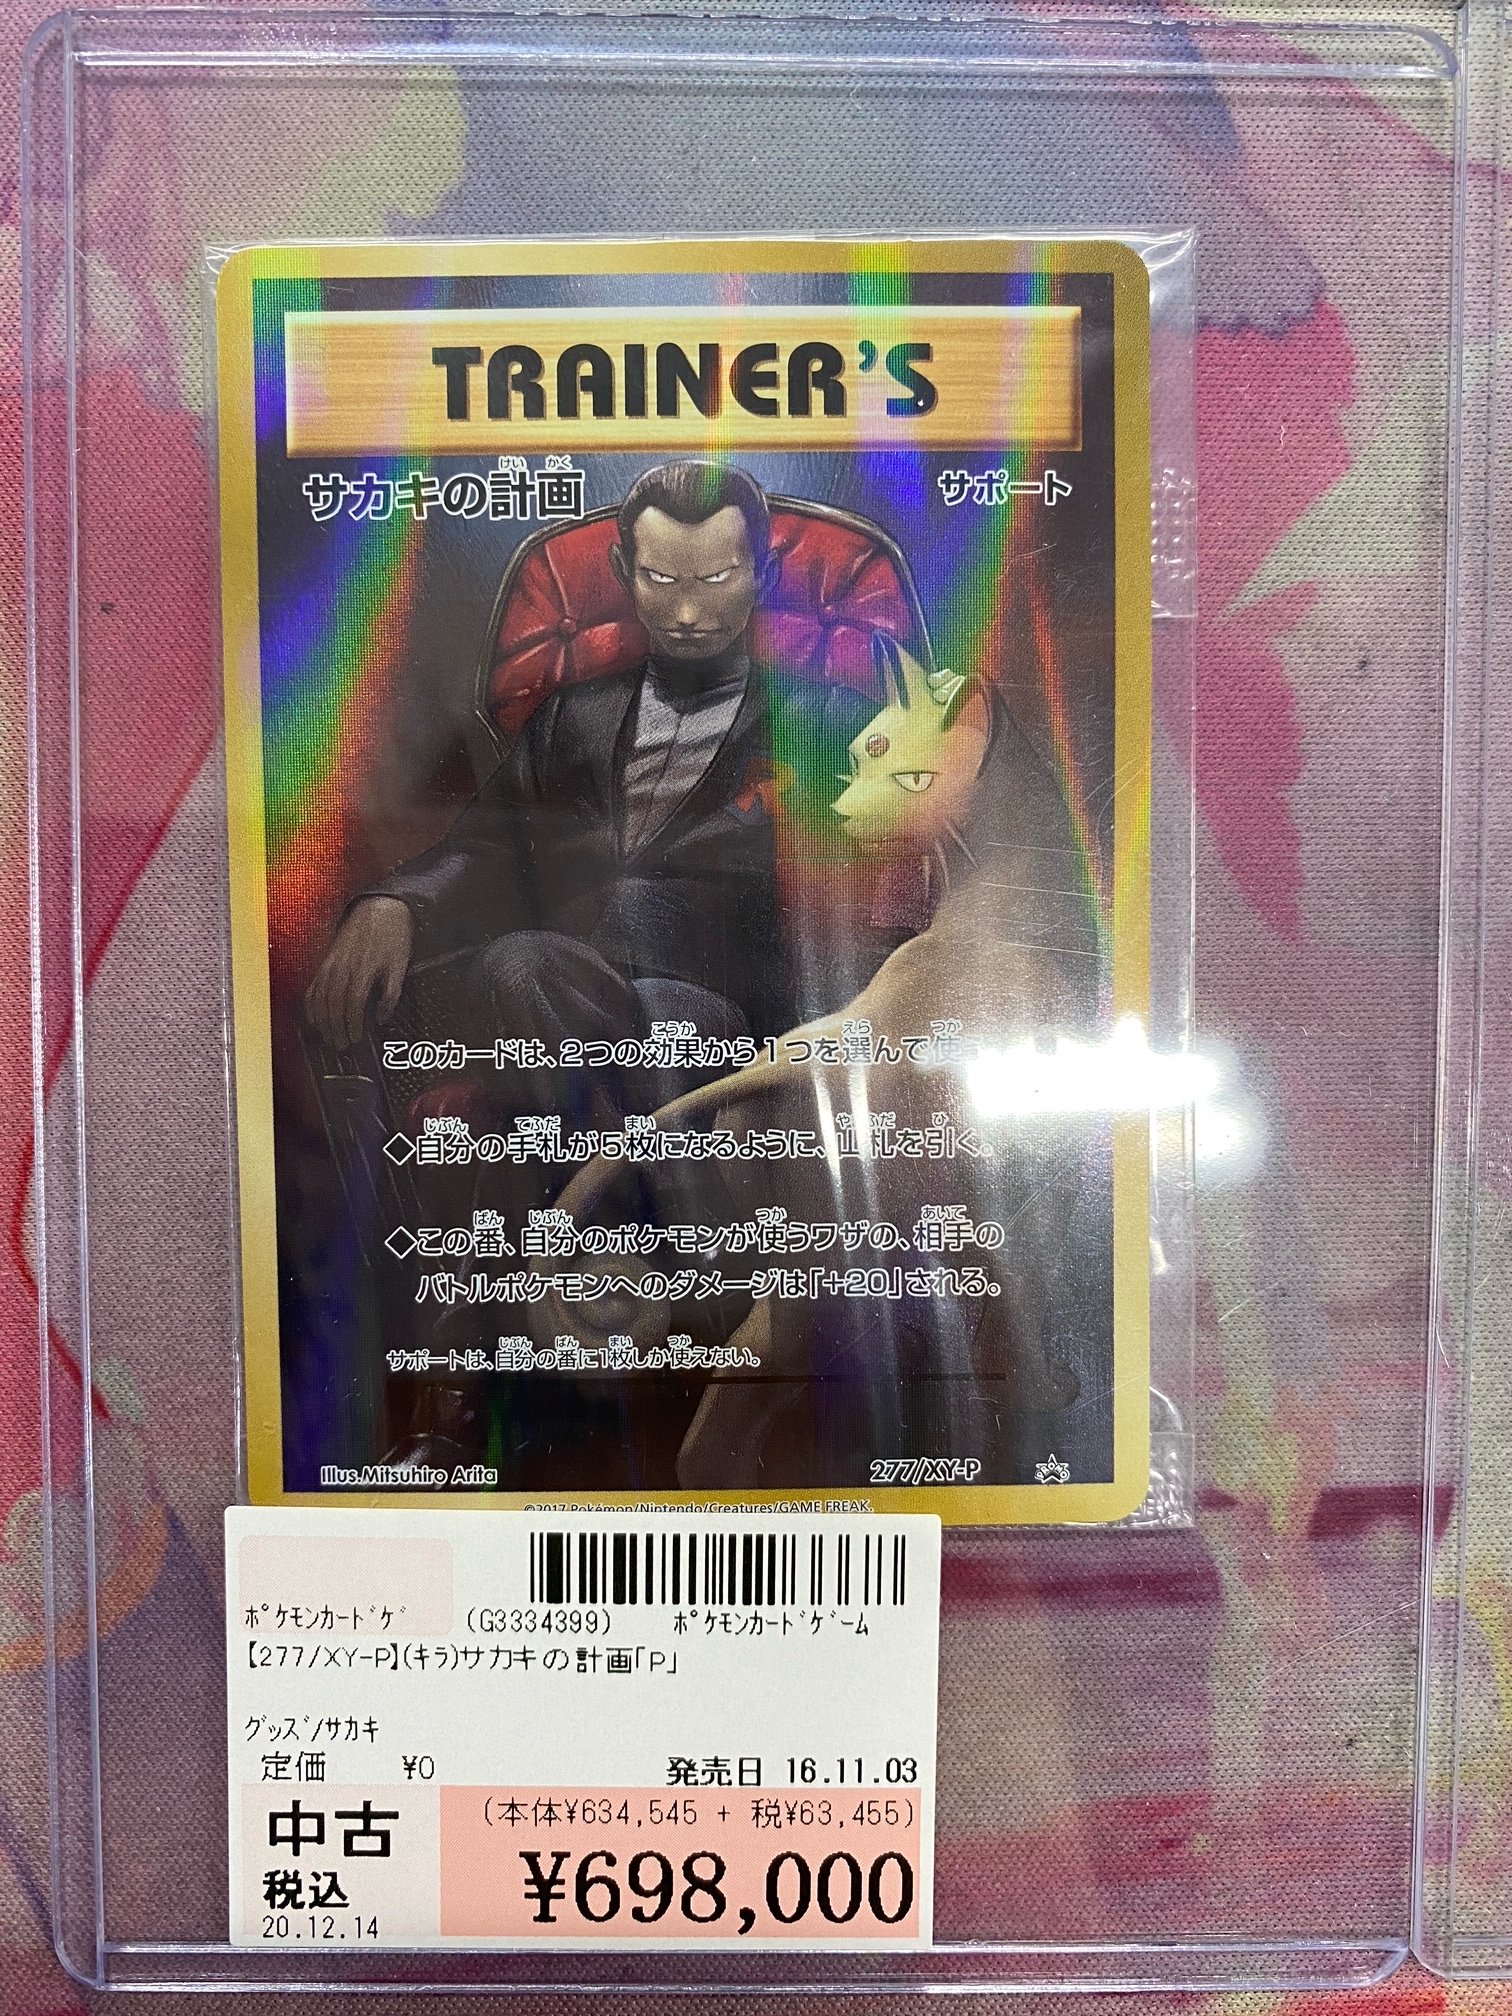 TRAINER'S
サカキの計画
サポート
このカードは、2つの効果から1つを選んで
◆自分の手札が5枚になるように、山札を引く。
◆この番、自分のポケモンが使うワザの、相手の
バトルポケモンへのダメージは「+20」される。
サポートは、自分の番に1枚しか使えない。
Illus.Mitsuhiro Arita
277/XY-P
©2017 Pokémon/Nintendo/Creatures/GAME FREAK.
ﾎﾟｹﾓﾝｶｰﾄﾞｹﾞ (G3334399) ﾎﾟｹﾓﾝｶｰﾄﾞｹﾞｰﾑ
【277/XY-P】(キラ)サカキの計画「P」
ｸﾞｯｽﾞ/ｻｶｷ
定価 ¥0 発売日 16.11.03
中古 (本体¥634,545 + 税¥63,455)
税込 ¥698,000
20.12.14